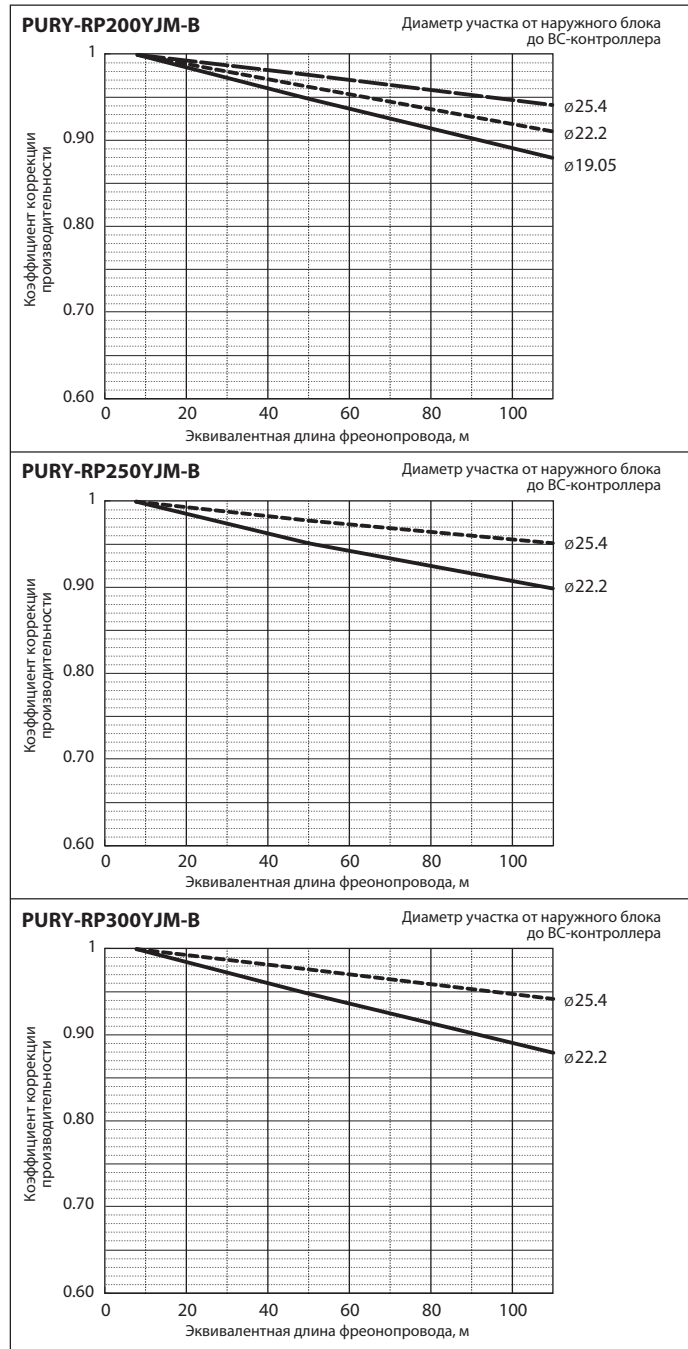 PURY-RP200YJM-B
Диаметр участка от наружного блока
до ВС-контроллера
Коэффициент коррекции
производительности
1
0.90
0.80
0.70
0.60
ø25.4
ø22.2
ø19.05
0 20 40 60 80 100
Эквивалентная длина фреонопровода, м
PURY-RP250YJM-B
Диаметр участка от наружного блока
до ВС-контроллера
Коэффициент коррекции
производительности
1
0.90
0.80
0.70
0.60
ø25.4
ø22.2
0 20 40 60 80 100
Эквивалентная длина фреонопровода, м
PURY-RP300YJM-B
Диаметр участка от наружного блока
до ВС-контроллера
Коэффициент коррекции
производительности
1
0.90
0.80
0.70
0.60
ø25.4
ø22.2
0 20 40 60 80 100
Эквивалентная длина фреонопровода, м